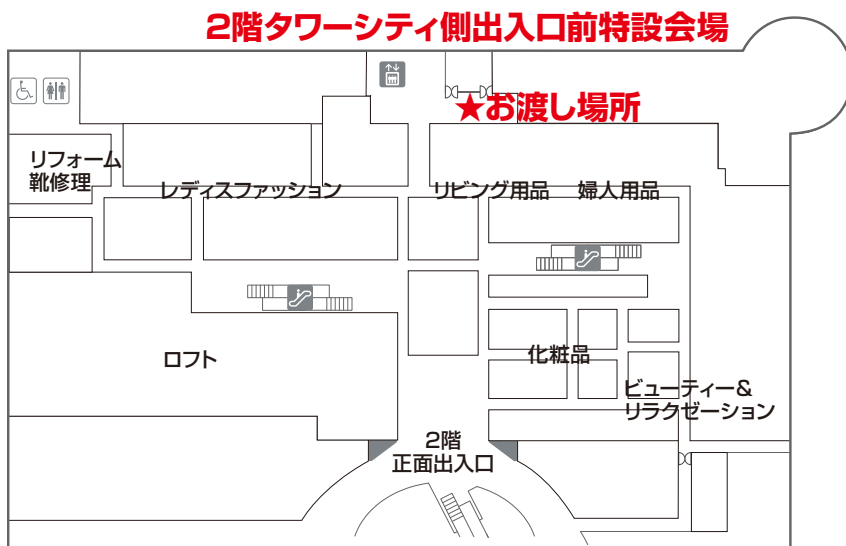 2階タワーシティ側出入口前特設会場
★お渡し場所
リフォーム
靴修理
レディスファッション
リビング用品
婦人用品
ロフト
化粧品
ビューティー&
リラクゼーション
2階
正面出入口